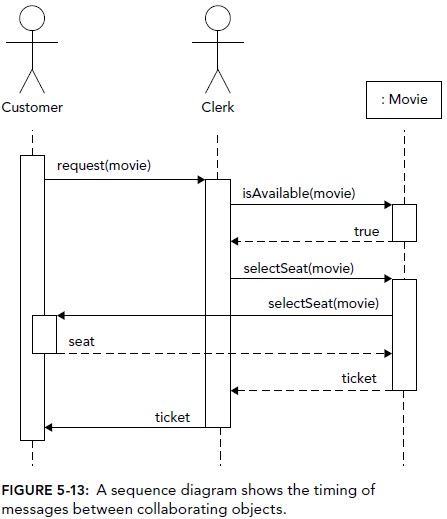 Customer
Clerk
: Movie
request(movie)
isAvailable(movie)
true
selectSeat(movie)
selectSeat(movie)
seat
ticket
ticket
FIGURE 5-13: A sequence diagram shows the timing of
messages between collaborating objects.